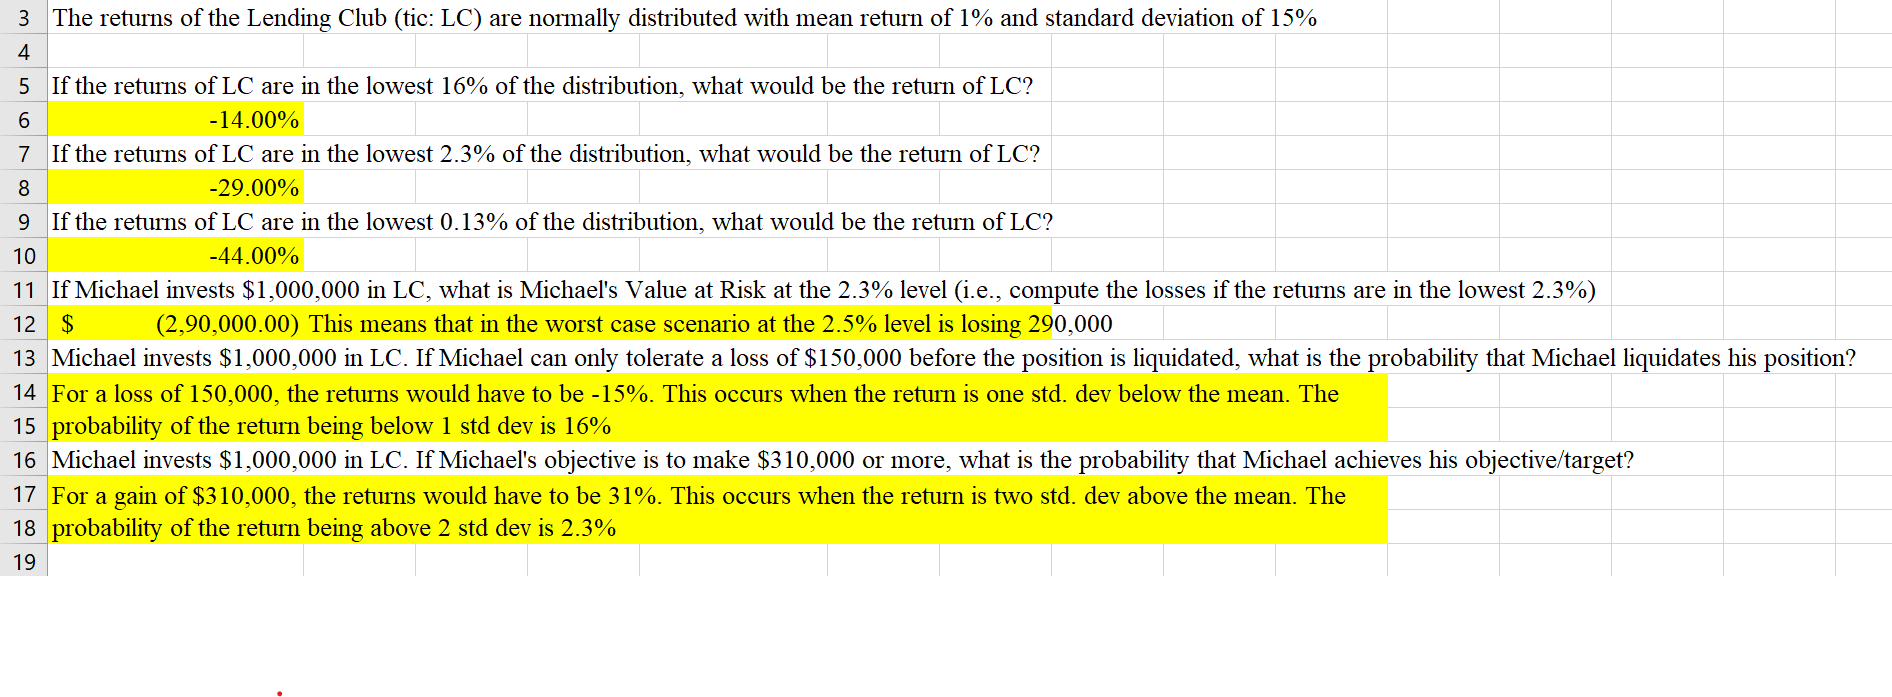 3 The returns of the Lending Club (tic: LC) are normally distributed with mean return of 1% and standard deviation of 15%
4
5 If the returns of LC are in the lowest 16% of the distribution, what would be the return of LC?
6 -14.00%
7 If the returns of LC are in the lowest 2.3% of the distribution, what would be the return of LC?
8 -29.00%
9 If the returns of LC are in the lowest 0.13% of the distribution, what would be the return of LC?
10 -44.00%
11 If Michael invests $1,000,000 in LC, what is Michael's Value at Risk at the 2.3% level (i.e., compute the losses if the returns are in the lowest 2.3%)
12 $ (2,90,000.00) This means that in the worst case scenario at the 2.5% level is losing 290,000
13 Michael invests $1,000,000 in LC. If Michael can only tolerate a loss of $150,000 before the position is liquidated, what is the probability that Michael liquidates his position?
14 For a loss of 150,000, the returns would have to be -15%. This occurs when the return is one std. dev below the mean. The
15 probability of the return being below 1 std dev is 16%
16 Michael invests $1,000,000 in LC. If Michael's objective is to make $310,000 or more, what is the probability that Michael achieves his objective/target?
17 For a gain of $310,000, the returns would have to be 31%. This occurs when the return is two std. dev above the mean. The
18 probability of the return being above 2 std dev is 2.3%
19